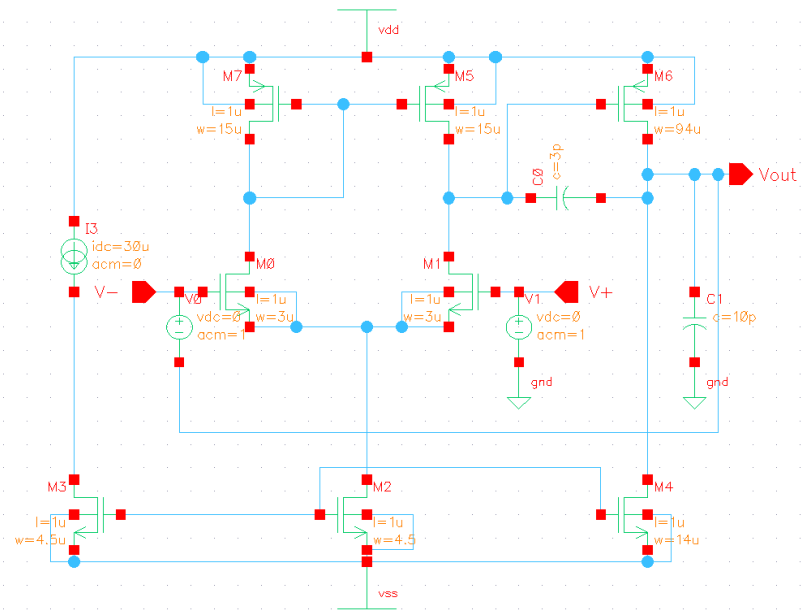 vdd
M7
M5
M6
l=1u
w=15u
l=1u
w=15u
l=1u
w=94u
C0
c=3p
Vout
I3
idc=30u
acm=0
M0
M1
V-
V0
l=1u
w=3u
l=1u
w=3u
V1
V+
vdc=0
acm=1
vdc=0
acm=1
C1
c=10p
gnd
gnd
M3
M2
M4
l=1u
w=4.5u
l=1u
w=4.5
l=1u
w=14u
vss